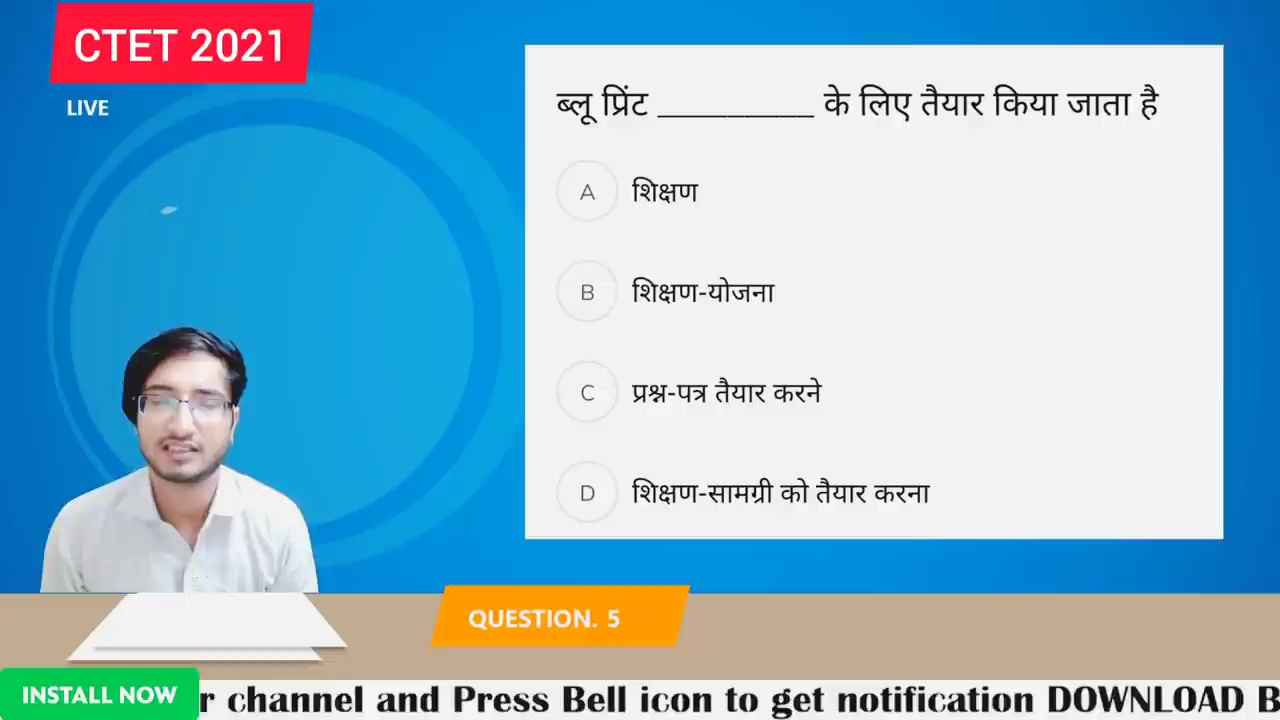 CTET 2021
LIVE
ब्लू प्रिंट _________ के लिए तैयार किया जाता है
A शिक्षण
B शिक्षण-योजना
C प्रश्न-पत्र तैयार करने
D शिक्षण-सामग्री को तैयार करना
QUESTION. 5
INSTALL NOW
r channel and Press Bell icon to get notification DOWNLOAD B